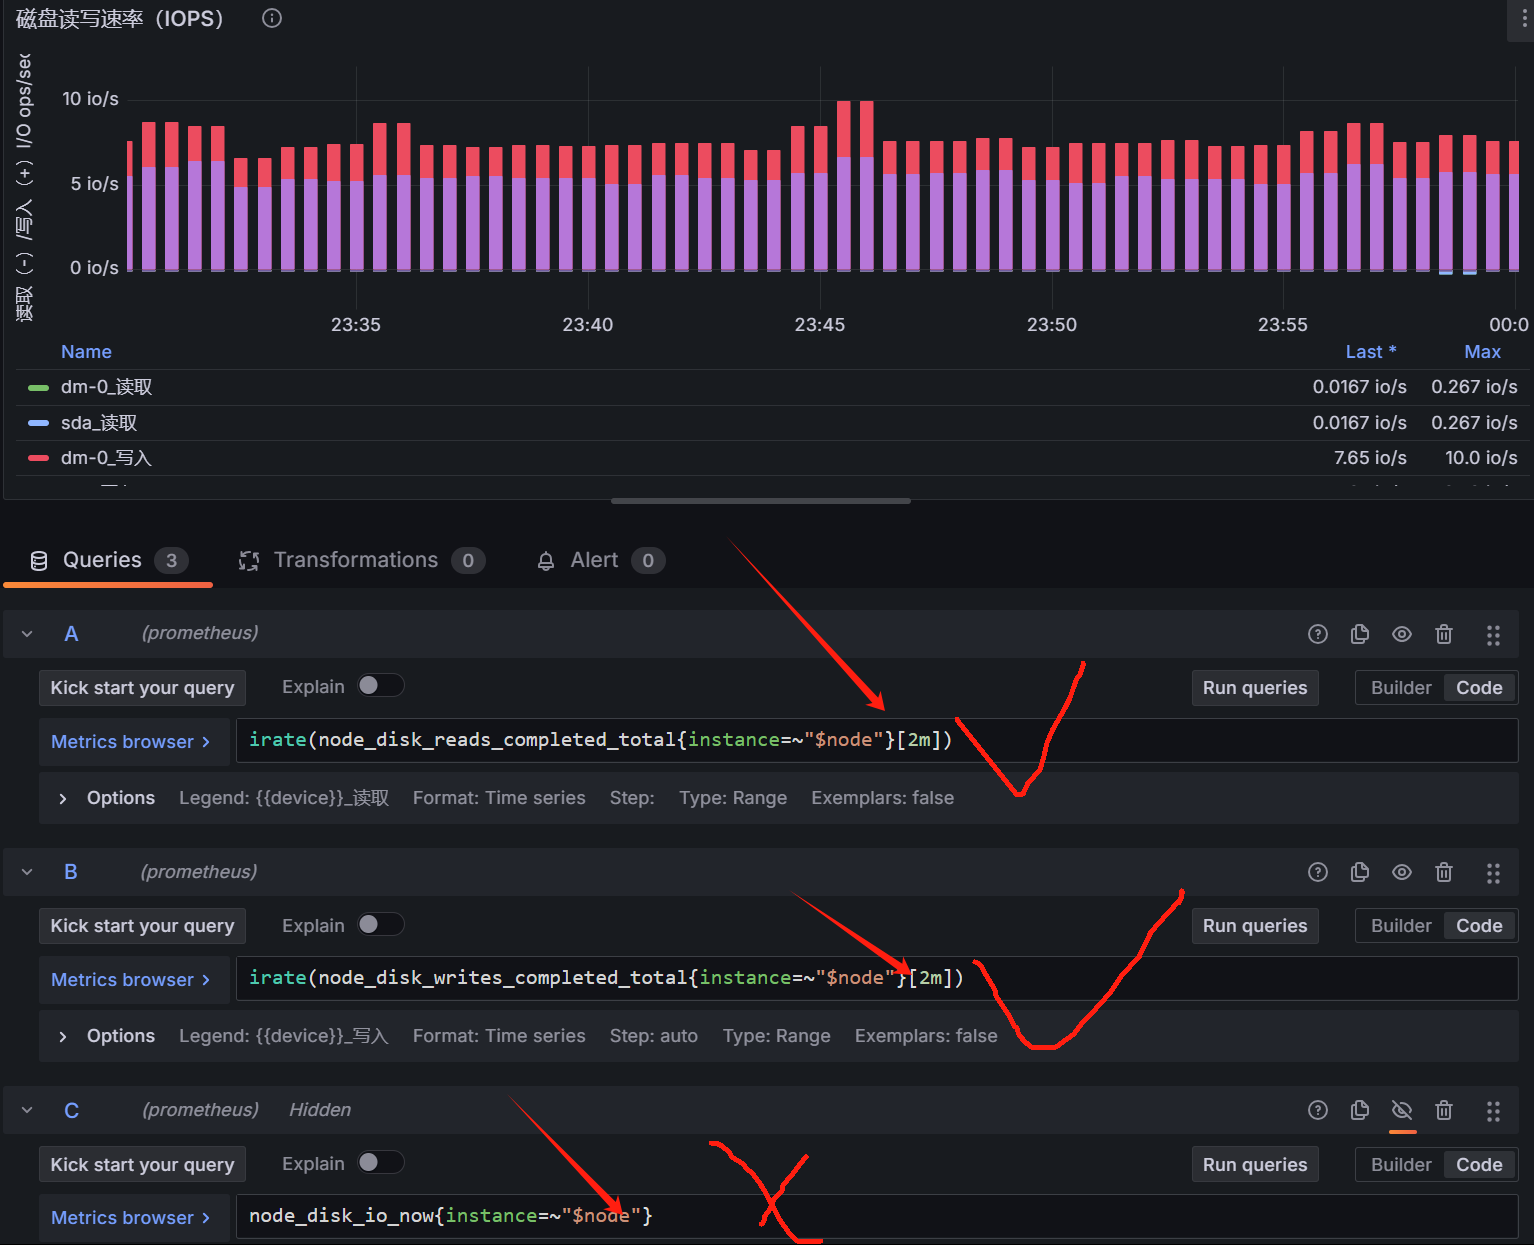 磁盘读写速率（IOPS）
读取（-）/写入（+）I/O ops/sec
10 io/s
5 io/s
0 io/s
23:35 23:40 23:45 23:50 23:55 00:0
Name Last * Max
dm-0_读取 0.0167 io/s 0.267 io/s
sda_读取 0.0167 io/s 0.267 io/s
dm-0_写入 7.65 io/s 10.0 io/s
Queries 3 Transformations 0 Alert 0
A (prometheus)
Kick start your query Explain Run queries Builder Code
Metrics browser > irate(node_disk_reads_completed_total{instance=~"$node"}[2m])
> Options Legend: {{device}}_读取 Format: Time series Step: Type: Range Exemplars: false
B (prometheus)
Kick start your query Explain Run queries Builder Code
Metrics browser > irate(node_disk_writes_completed_total{instance=~"$node"}[2m])
> Options Legend: {{device}}_写入 Format: Time series Step: auto Type: Range Exemplars: false
C (prometheus) Hidden
Kick start your query Explain Run queries Builder Code
Metrics browser > node_disk_io_now{instance=~"$node"}